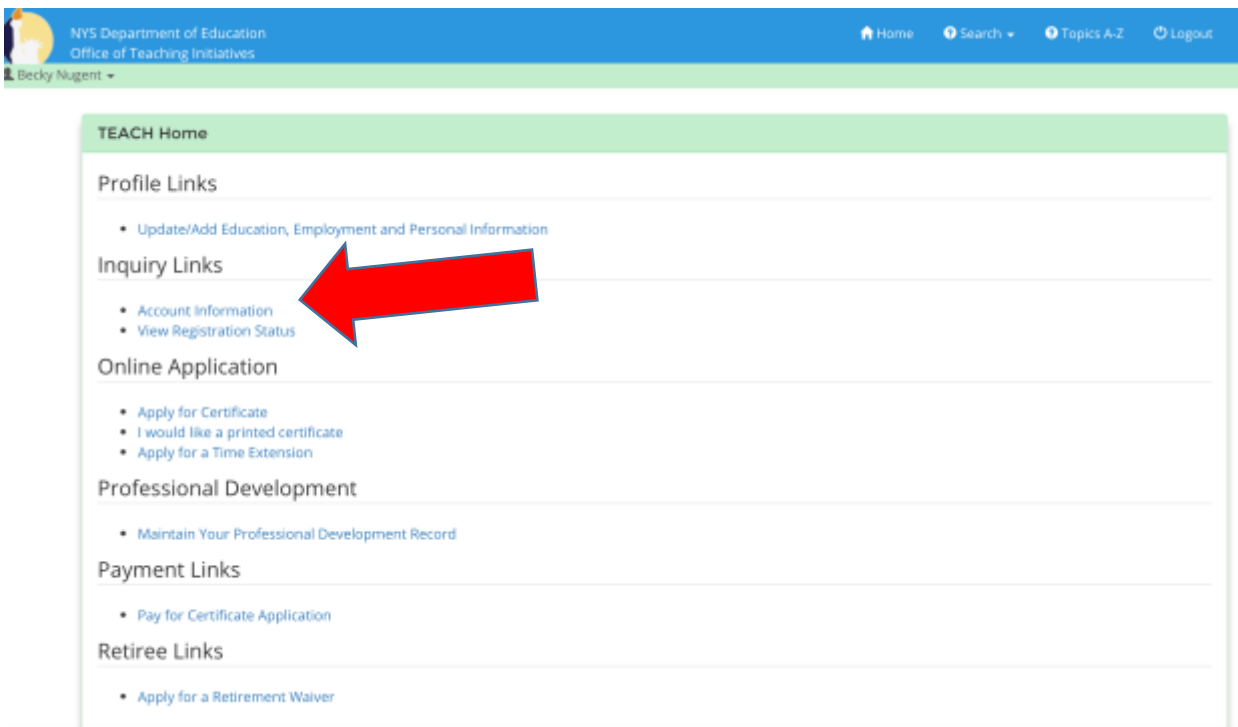 NYS Department of Education
Office of Teaching Initiatives
Home Search Topics A-Z Logout
Becky Nugent
TEACH Home
Profile Links
Update/Add Education, Employment and Personal Information
Inquiry Links
Account Information
View Registration Status
Online Application
Apply for Certificate
I would like a printed certificate
Apply for a Time Extension
Professional Development
Maintain Your Professional Development Record
Payment Links
Pay for Certificate Application
Retiree Links
Apply for a Retirement Waiver